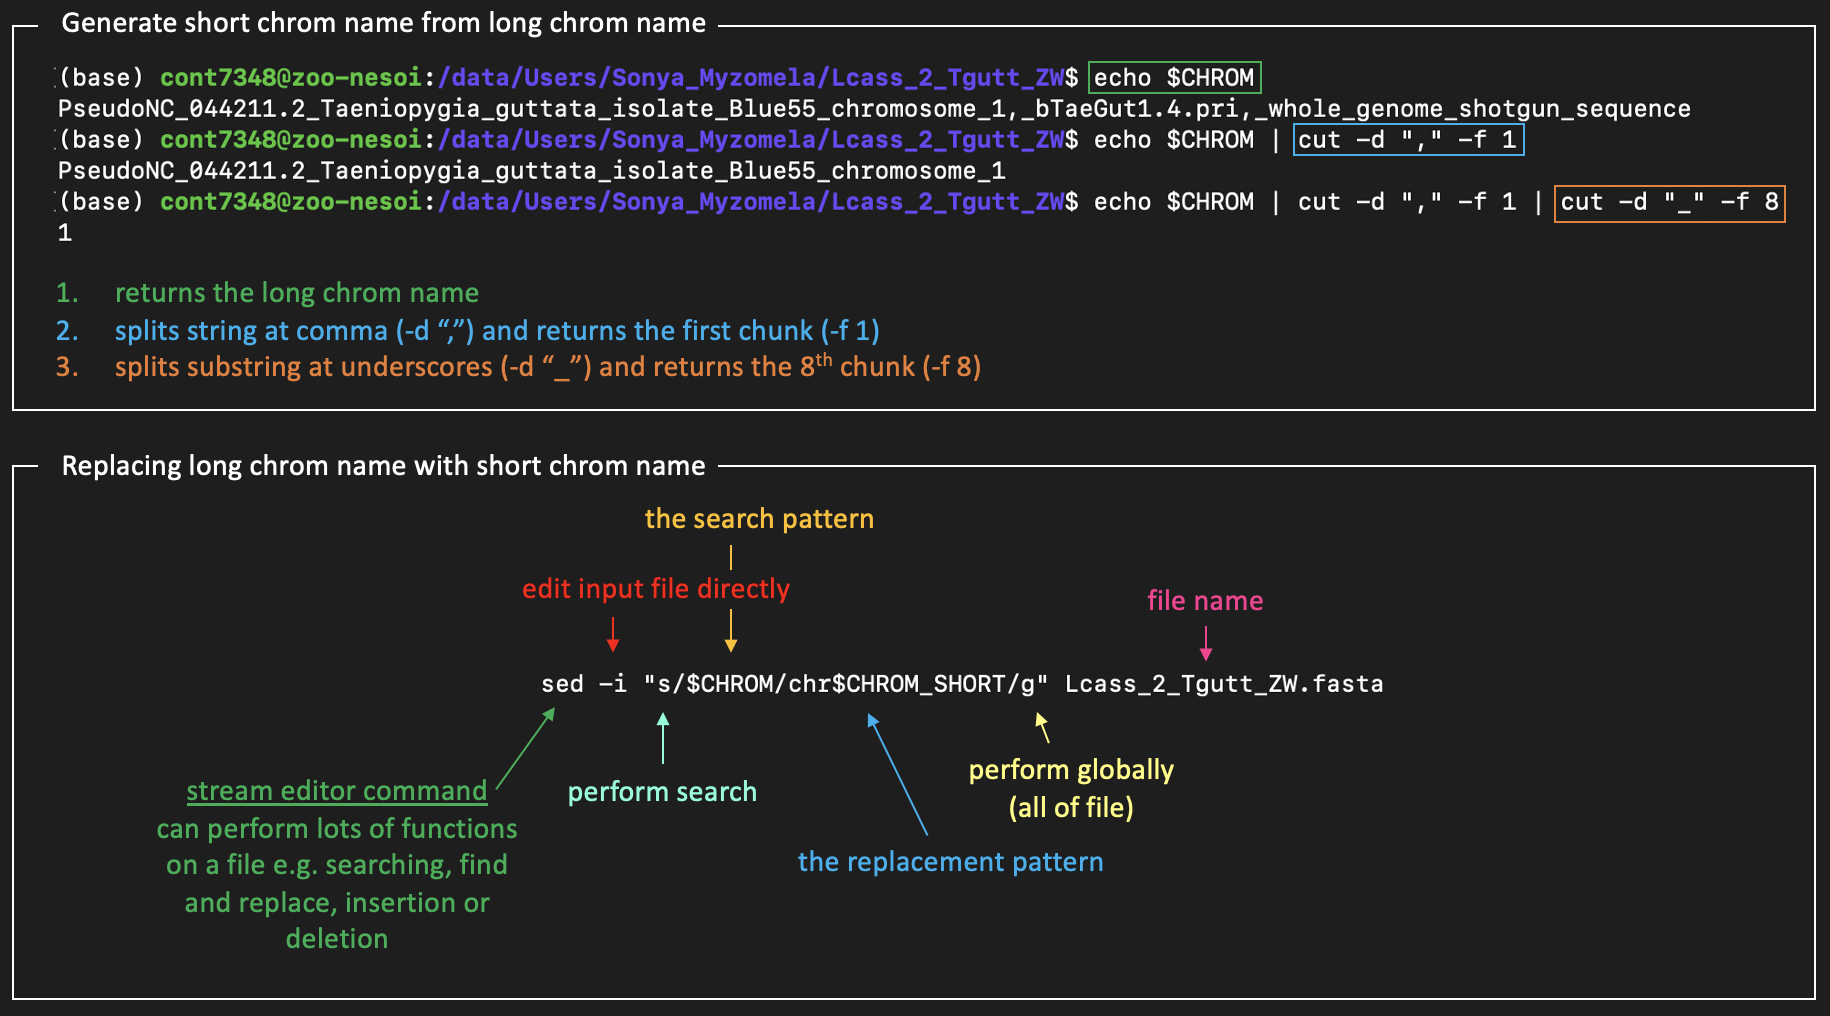 Generate short chrom name from long chrom name
(base) cont7348@zoo-nesoi:/data/Users/Sonya_Myzomela/Lcass_2_Tgutt_ZW$ echo $CHROM
PseudoNC_044211.2_Taeniopygia_guttata_isolate_Blue55_chromosome_1,_bTaeGut1.4.pri,_whole_genome_shotgun_sequence
(base) cont7348@zoo-nesoi:/data/Users/Sonya_Myzomela/Lcass_2_Tgutt_ZW$ echo $CHROM | cut -d "," -f 1
PseudoNC_044211.2_Taeniopygia_guttata_isolate_Blue55_chromosome_1
(base) cont7348@zoo-nesoi:/data/Users/Sonya_Myzomela/Lcass_2_Tgutt_ZW$ echo $CHROM | cut -d "," -f 1 | cut -d "_" -f 8
1
1. returns the long chrom name
2. splits string at comma (-d “,”) and returns the first chunk (-f 1)
3. splits substring at underscores (-d “_”) and returns the 8th chunk (-f 8)
Replacing long chrom name with short chrom name
the search pattern
edit input file directly
file name
sed -i "s/$CHROM/chr$CHROM_SHORT/g" Lcass_2_Tgutt_ZW.fasta
stream editor command
can perform lots of functions
on a file e.g. searching, find
and replace, insertion or
deletion
perform search
perform globally
(all of file)
the replacement pattern